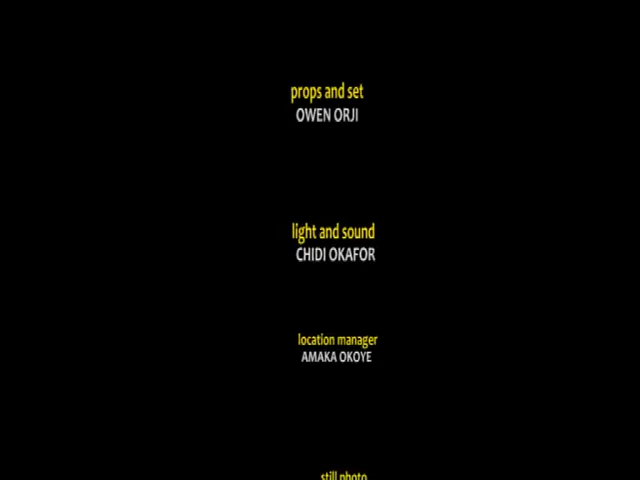 props and set
OWEN ORJI
light and sound
CHIDI OKAFOR
location manager
AMAKA OKOYE
still photo